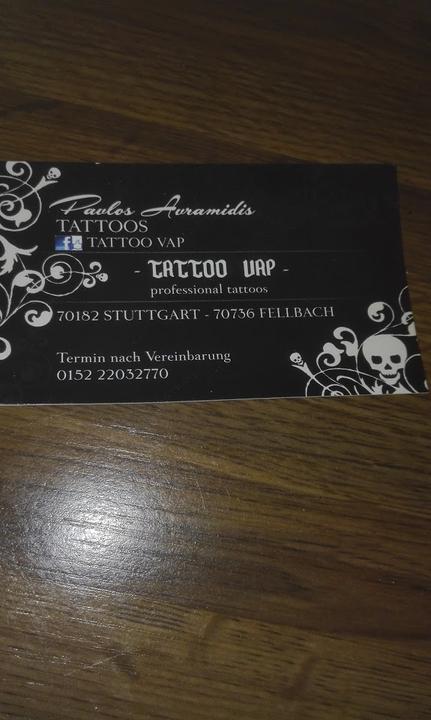 Pavlos Avramidis
TATTOOS
f TATTOO VAP
- TATTOO VAP -
professional tattoos
70182 STUTTGART - 70736 FELLBACH
Termin nach Vereinbarung
0152 22032770